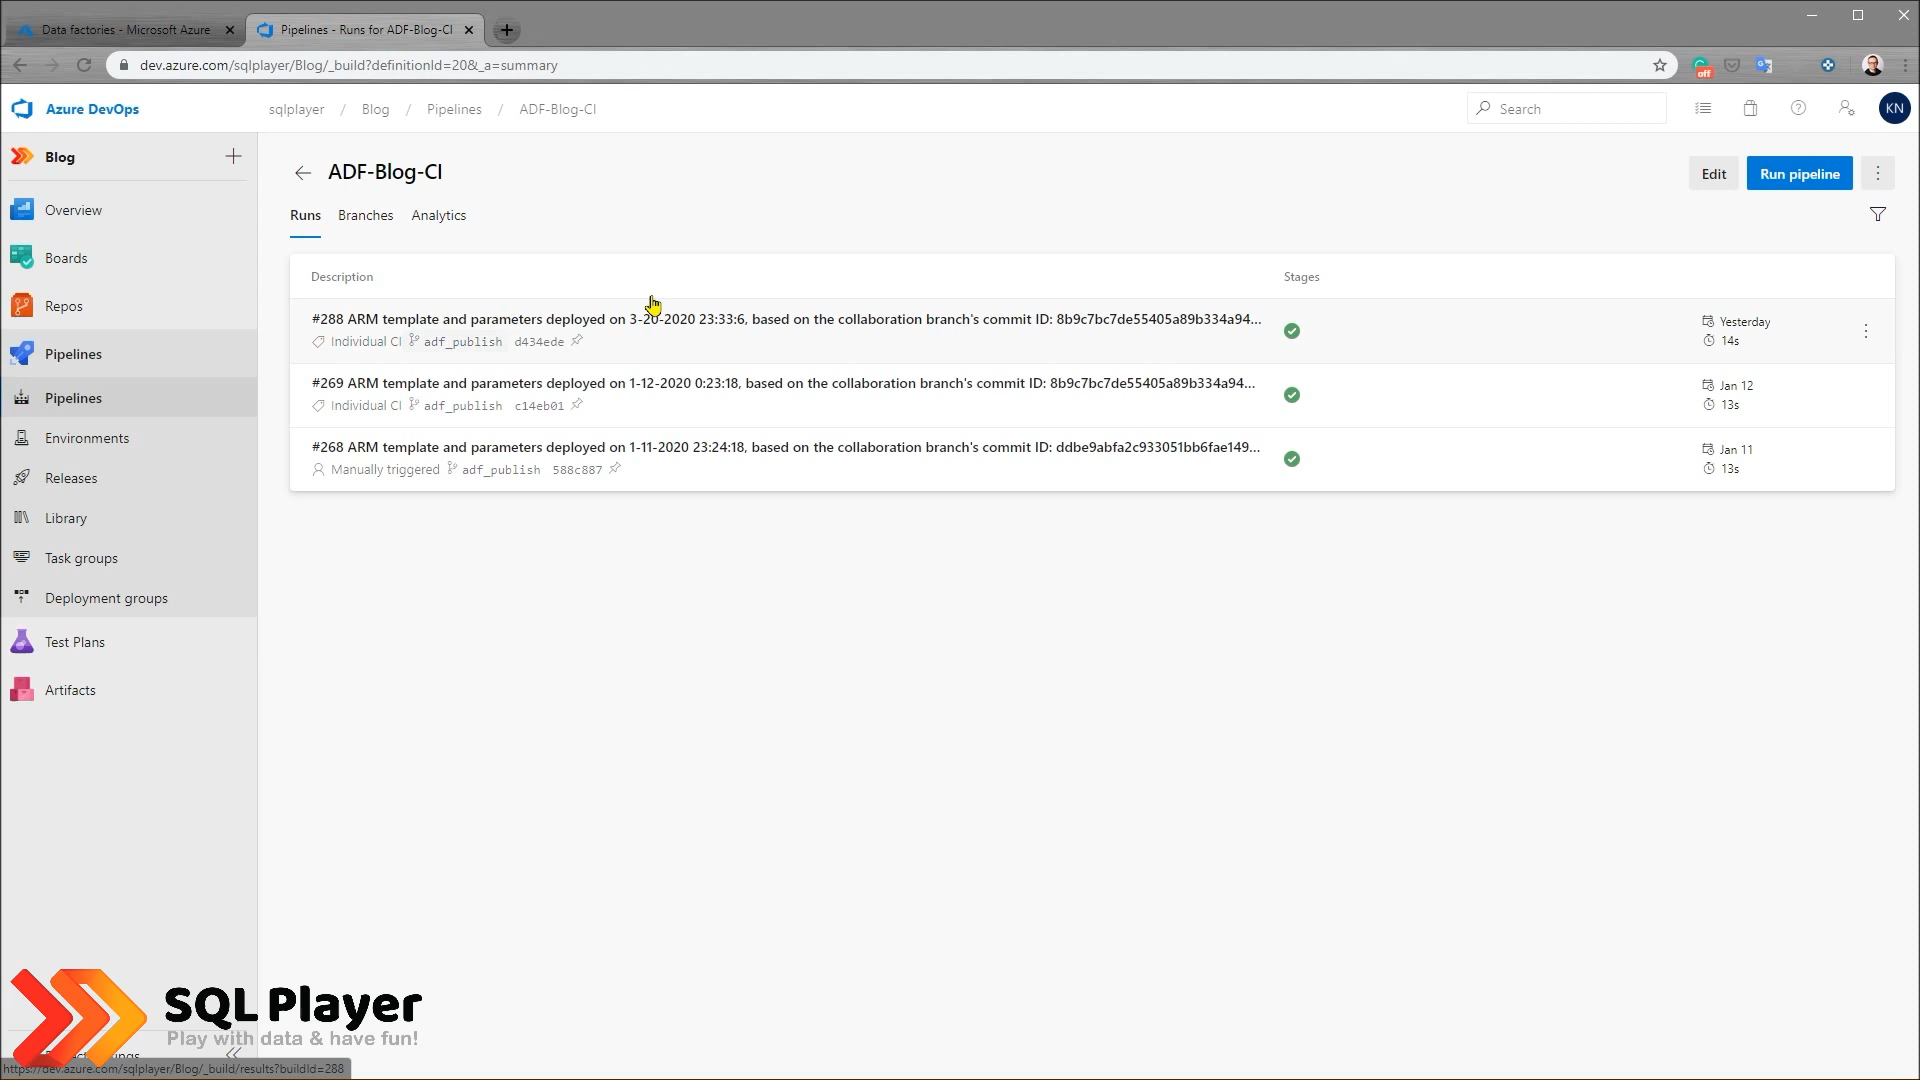 Data factories - Microsoft Azure
Pipelines - Runs for ADF-Blog-CI
dev.azure.com/sqlplayer/Blog/_build?definitionId=20&_a=summary
off
Azure DevOps
sqlplayer / Blog / Pipelines / ADF-Blog-CI
Search
KN
Blog
Overview
Boards
Repos
Pipelines
Pipelines
Environments
Releases
Library
Task groups
Deployment groups
Test Plans
Artifacts
ADF-Blog-CI
Edit
Run pipeline
Runs
Branches
Analytics
Description
Stages
#288 ARM template and parameters deployed on 3-20-2020 23:33:6, based on the collaboration branch's commit ID: 8b9c7bc7de55405a89b334a94...
Individual CI adf_publish d434ede
Yesterday
14s
#269 ARM template and parameters deployed on 1-12-2020 0:23:18, based on the collaboration branch's commit ID: 8b9c7bc7de55405a89b334a94...
Individual CI adf_publish c14eb01
Jan 12
13s
#268 ARM template and parameters deployed on 1-11-2020 23:24:18, based on the collaboration branch's commit ID: ddbe9abfa2c933051bb6fae149...
Manually triggered adf_publish 588c887
Jan 11
13s
SQL Player
Play with data & have fun!
https://dev.azure.com/sqlplayer/Blog/_build/results?buildId=288